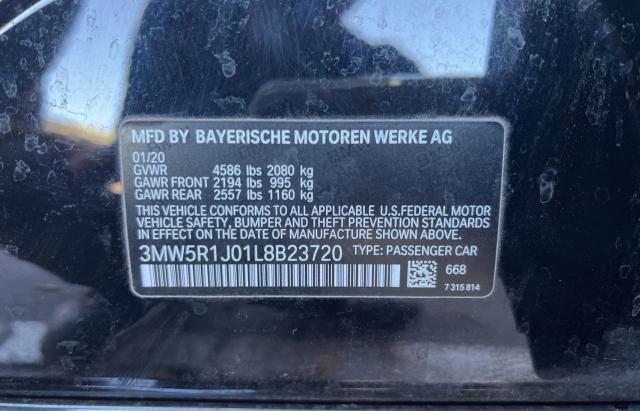 MFD BY BAYERISCHE MOTOREN WERKE AG
01/20
GVWR 4586 lbs 2080 kg
GAWR FRONT 2194 lbs 995 kg
GAWR REAR 2557 lbs 1160 kg
THIS VEHICLE CONFORMS TO ALL APPLICABLE U.S.FEDERAL MOTOR
VEHICLE SAFETY, BUMPER AND THEFT PREVENTION STANDARDS
IN EFFECT ON THE DATE OF MANUFACTURE SHOWN ABOVE.
3MW5R1J01L8B23720 TYPE: PASSENGER CAR
668
7 315 814